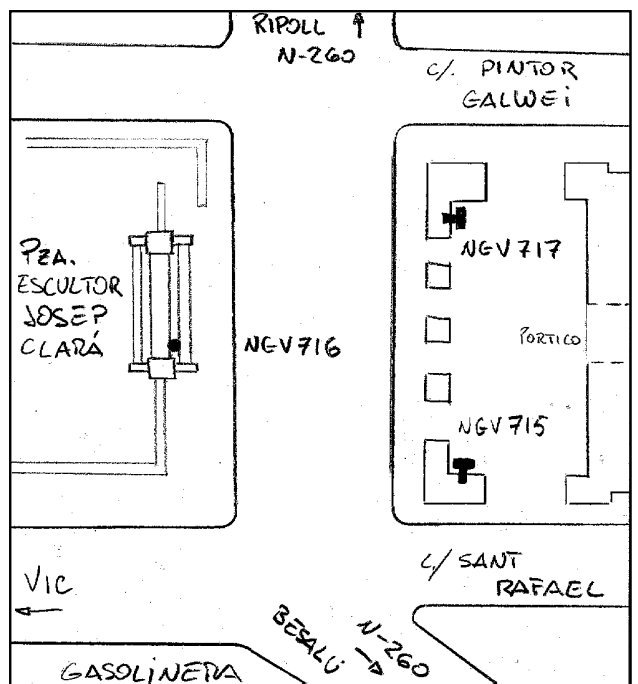 RIPOLL ↑
N-260
C/. PINTOR
GALWEI
NGV717
PZA.
ESCULTOR
JOSEP
CLARÁ
NGV716
PORTICO
NGV715
C/ SANT
RAFAEL
VIC
←
BESALÚ → N-260
GASOLINERA